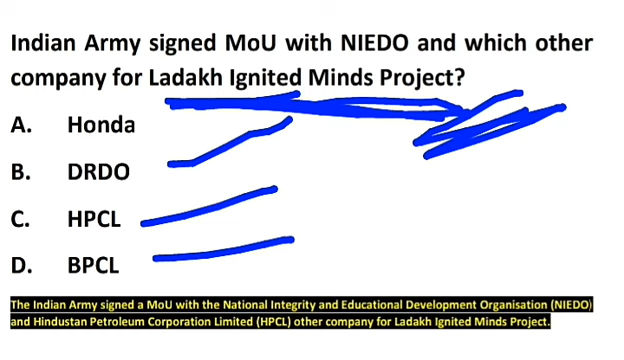 Indian Army signed MoU with NIEDO and which other
company for Ladakh Ignited Minds Project?
A. Honda
B. DRDO
C. HPCL
D. BPCL
The Indian Army signed a MoU with the National Integrity and Educational Development Organisation (NIEDO)
and Hindustan Petroleum Corporation Limited (HPCL) other company for Ladakh Ignited Minds Project.